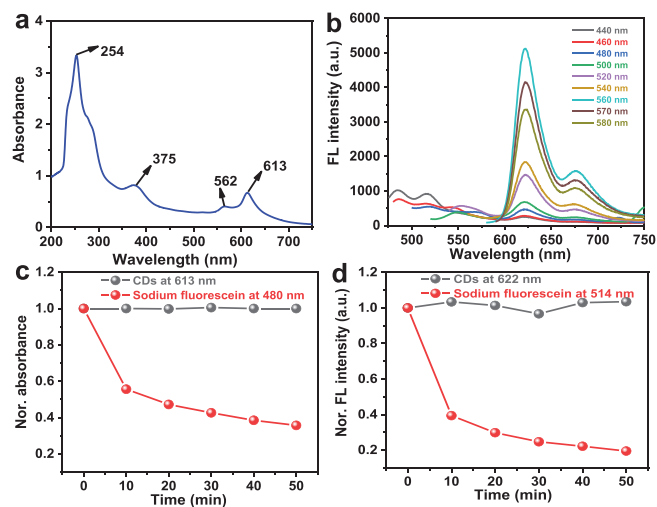 a
254
375
562
613
Absorbance
4
3
2
1
0
200 300 400 500 600 700
Wavelength (nm)
b
440 nm
460 nm
480 nm
500 nm
520 nm
540 nm
560 nm
570 nm
580 nm
FL intensity (a.u.)
6000
5000
4000
3000
2000
1000
0
500 550 600 650 700 750
Wavelength (nm)
c
CDs at 613 nm
Sodium fluorescein at 480 nm
Nor. absorbance
1.2
1.0
0.8
0.6
0.4
0.2
0 10 20 30 40 50
Time (min)
d
CDs at 622 nm
Sodium fluorescein at 514 nm
Nor. FL intensity (a.u.)
1.2
1.0
0.8
0.6
0.4
0.2
0 10 20 30 40 50
Time (min)